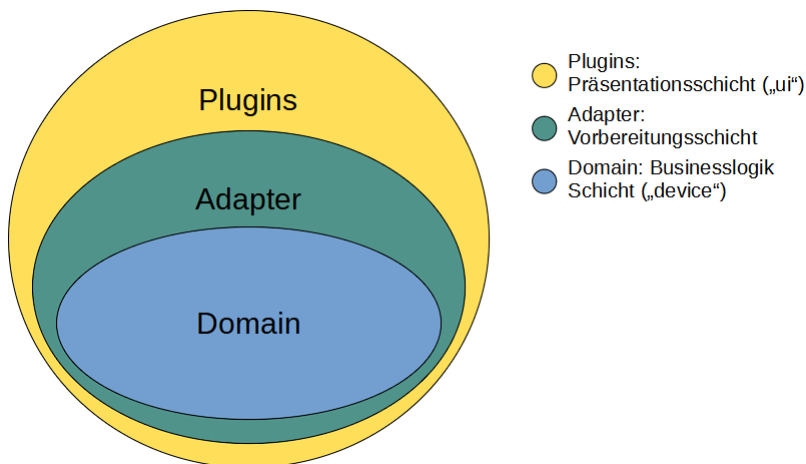 Plugins
Adapter
Domain
Plugins:
Präsentationsschicht („ui“)
Adapter:
Vorbereitungsschicht
Domain: Businesslogik
Schicht („device“)